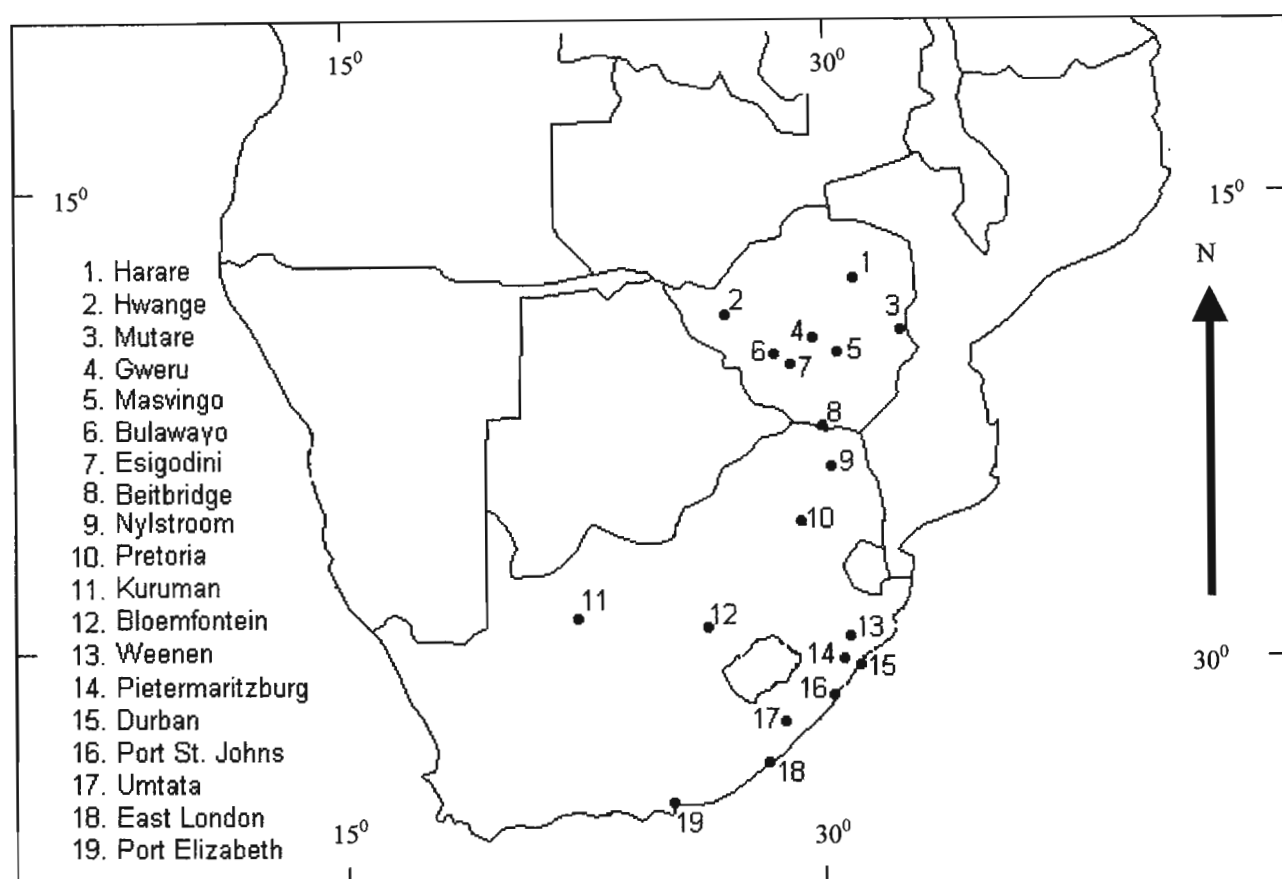 15⁰ 30⁰
15⁰ 15⁰
N
1. Harare
2. Hwange
3. Mutare
4. Gweru
5. Masvingo
6. Bulawayo
7. Esigodini
8. Beitbridge
9. Nylstroom
10. Pretoria
11. Kuruman
12. Bloemfontein
13. Weenen
14. Pietermaritzburg
15. Durban
16. Port St. Johns
17. Umtata
18. East London
19. Port Elizabeth
1
2
3
4
5
6
7
8
9
10
11
12
13
14
15
16
17
18
19
30⁰
15⁰ 30⁰